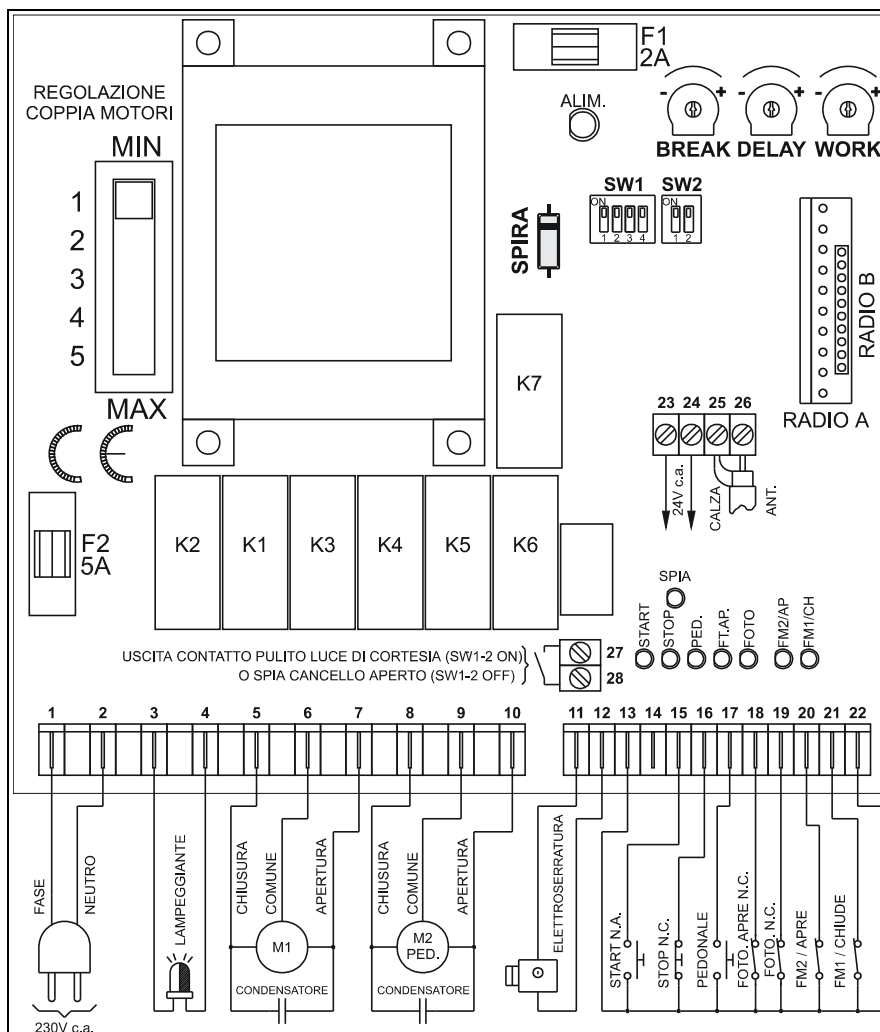 F1
2A
REGOLAZIONE
COPPIA MOTORI
MIN
1
2
3
4
5
MAX
ALIM.
- +
- +
- +
BREAK DELAY WORK
SW1 SW2
ON
1 2 3 4
ON
1 2
SPIRA
RADIO B
RADIO A
K7
23 24 25 26
24V c.a.
CALZA
ANT.
F2
5A
K2
K1
K3
K4
K5
K6
SPIA
START
STOP
PED.
FT.AP.
FOTO
FM2/AP
FM1/CH
USCITA CONTATTO PULITO LUCE DI CORTESIA (SW1-2 ON)
O SPIA CANCELLO APERTO (SW1-2 OFF)
27
28
1 2 3 4 5 6 7 8 9 10
11 12 13 14 15 16 17 18 19 20 21 22
FASE
NEUTRO
230V c.a.
LAMPEGGIANTE
CHIUSURA
COMUNE
APERTURA
M1
CONDENSATORE
CHIUSURA
COMUNE
APERTURA
M2
PED.
CONDENSATORE
ELETTROSERRATURA
START N.A.
STOP N.C.
PEDONALE
FOTO. APRE N.C.
FOTO. N.C.
FM2 / APRE
FM1 / CHIUDE